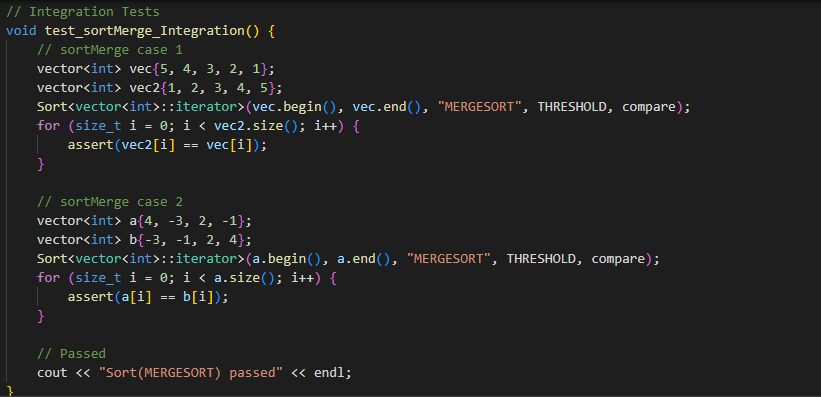 // Integration Tests
void test_sortMerge_Integration() {
    // sortMerge case 1
    vector<int> vec{5, 4, 3, 2, 1};
    vector<int> vec2{1, 2, 3, 4, 5};
    Sort<vector<int>::iterator>(vec.begin(), vec.end(), "MERGESORT", THRESHOLD, compare);
    for (size_t i = 0; i < vec2.size(); i++) {
        assert(vec2[i] == vec[i]);
    }

    // sortMerge case 2
    vector<int> a{4, -3, 2, -1};
    vector<int> b{-3, -1, 2, 4};
    Sort<vector<int>::iterator>(a.begin(), a.end(), "MERGESORT", THRESHOLD, compare);
    for (size_t i = 0; i < a.size(); i++) {
        assert(a[i] == b[i]);
    }

    // Passed
    cout << "Sort(MERGESORT) passed" << endl;
}